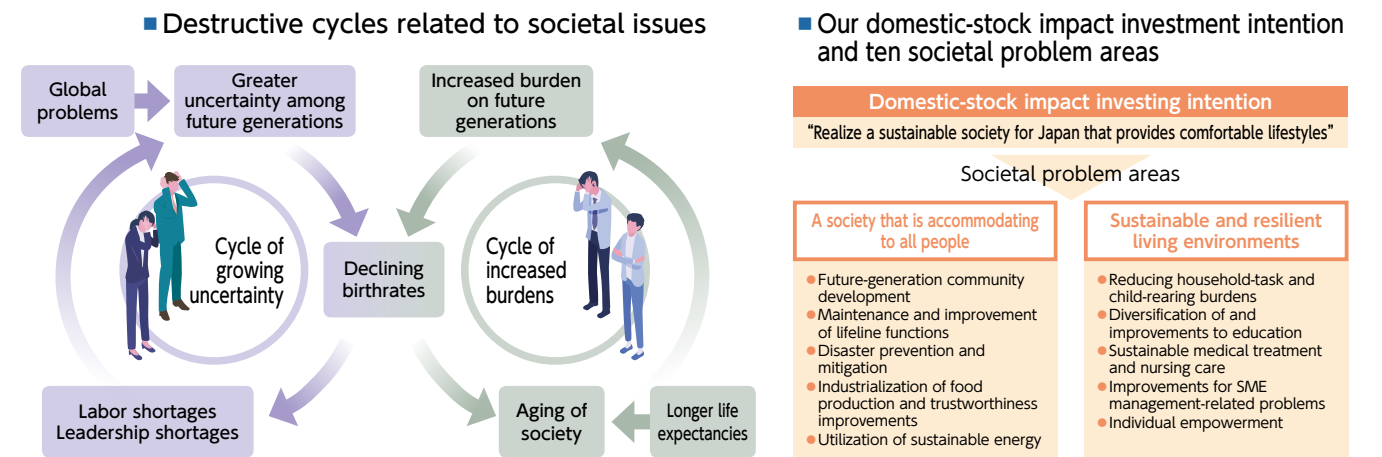 ■ Destructive cycles related to societal issues
Global
problems
Greater
uncertainty among
future generations
Increased burden
on future
generations
Cycle of
growing
uncertainty
Declining
birthrates
Cycle of
increased
burdens
Labor shortages
Leadership shortages
Aging of
society
Longer life
expectancies
■ Our domestic-stock impact investment intention
and ten societal problem areas
Domestic-stock impact investing intention
“Realize a sustainable society for Japan that provides comfortable lifestyles”
Societal problem areas
A society that is accommodating
to all people
●Future-generation community
development
●Maintenance and improvement
of lifeline functions
●Disaster prevention and
mitigation
●Industrialization of food
production and trustworthiness
improvements
●Utilization of sustainable energy
Sustainable and resilient
living environments
●Reducing household-task and
child-rearing burdens
●Diversification of and
improvements to education
●Sustainable medical treatment
and nursing care
●Improvements for SME
management-related problems
●Individual empowerment